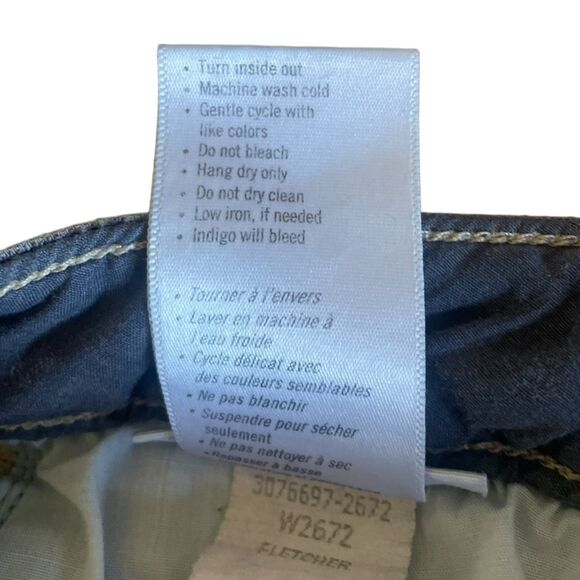 • Turn inside out
• Machine wash cold
• Gentle cycle with
like colors
• Do not bleach
• Hang dry only
• Do not dry clean
• Low iron, if needed
• Indigo will bleed
• Tourner à l'envers
• Laver en machine à
l'eau froide
• Cycle délicat avec
des couleurs semblables
• Ne pas blanchir
• Suspendre pour sécher
seulement
• Ne pas nettoyer à sec
• Repasser à basse
3076697-2672
W2672
FLETCHER